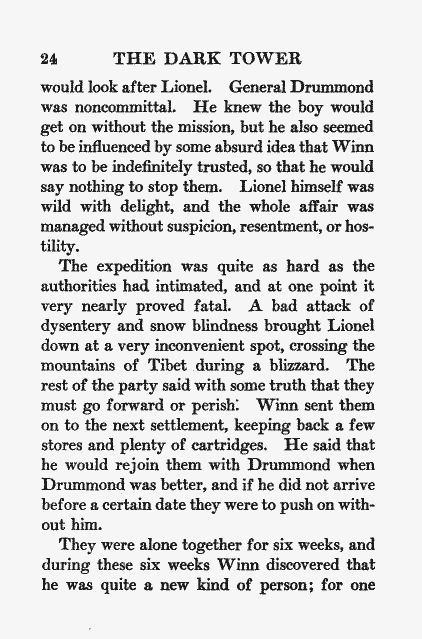 24 THE DARK TOWER
would look after Lionel. General Drummond
was noncommittal. He knew the boy would
get on without the mission, but he also seemed
to be influenced by some absurd idea that Winn
was to be indefinitely trusted, so that he would
say nothing to stop them. Lionel himself was
wild with delight, and the whole affair was
managed without suspicion, resentment, or hos-
tility.
The expedition was quite as hard as the
authorities had intimated, and at one point it
very nearly proved fatal. A bad attack of
dysentery and snow blindness brought Lionel
down at a very inconvenient spot, crossing the
mountains of Tibet during a blizzard. The
rest of the party said with some truth that they
must go forward or perish. Winn sent them
on to the next settlement, keeping back a few
stores and plenty of cartridges. He said that
he would rejoin them with Drummond when
Drummond was better, and if he did not arrive
before a certain date they were to push on with-
out him.
They were alone together for six weeks, and
during these six weeks Winn discovered that
he was quite a new kind of person; for one